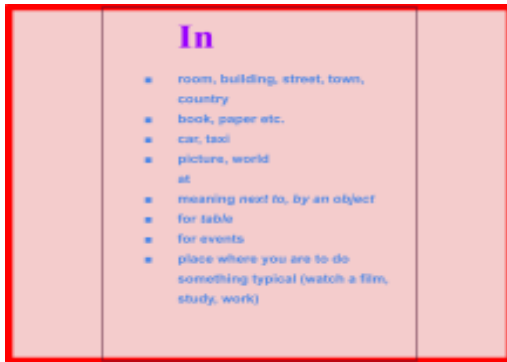 In
▪ room, building, street, town,
country
▪ book, paper etc.
▪ car, taxi
▪ picture, world
at
▪ meaning next to, by an object
▪ for table
▪ for events
▪ place where you are to do
something typical (watch a film,
study, work)